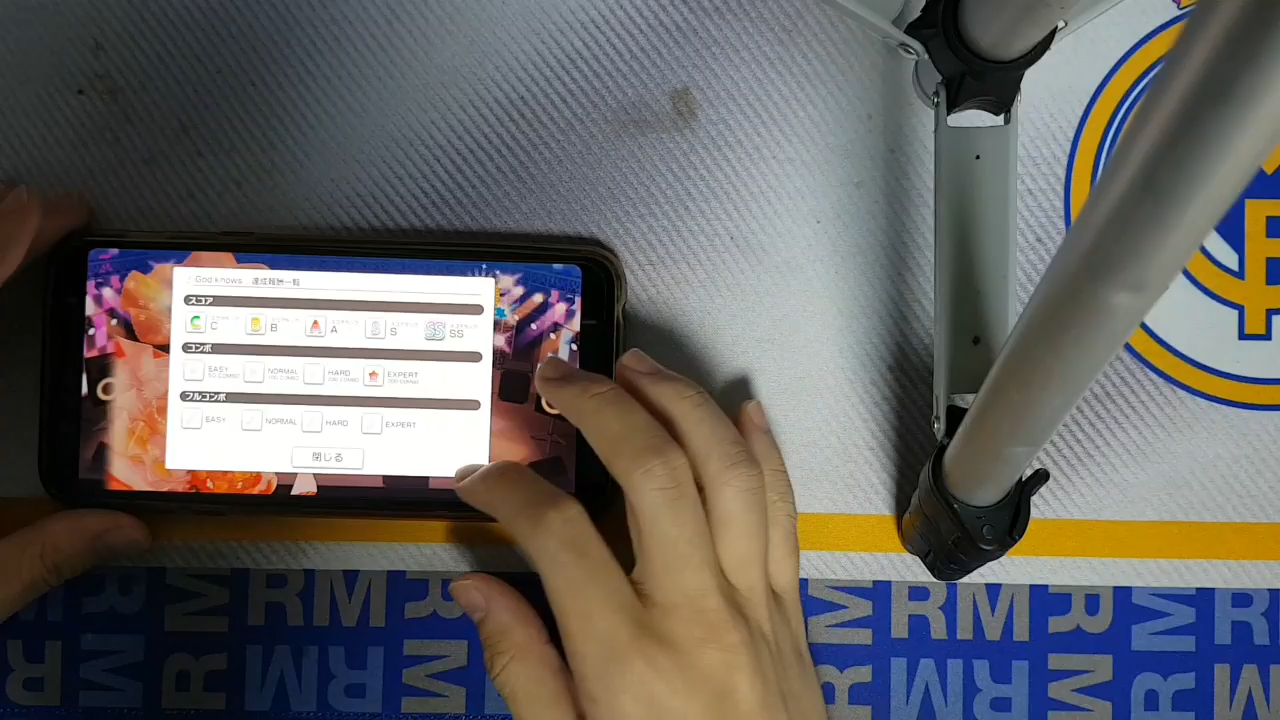 God knows... 達成報酬一覧
スコア
C B A S SS
コンボ
EASY NORMAL HARD EXPERT
フルコンボ
EASY NORMAL HARD EXPERT
閉じる
RM RM
RM RM